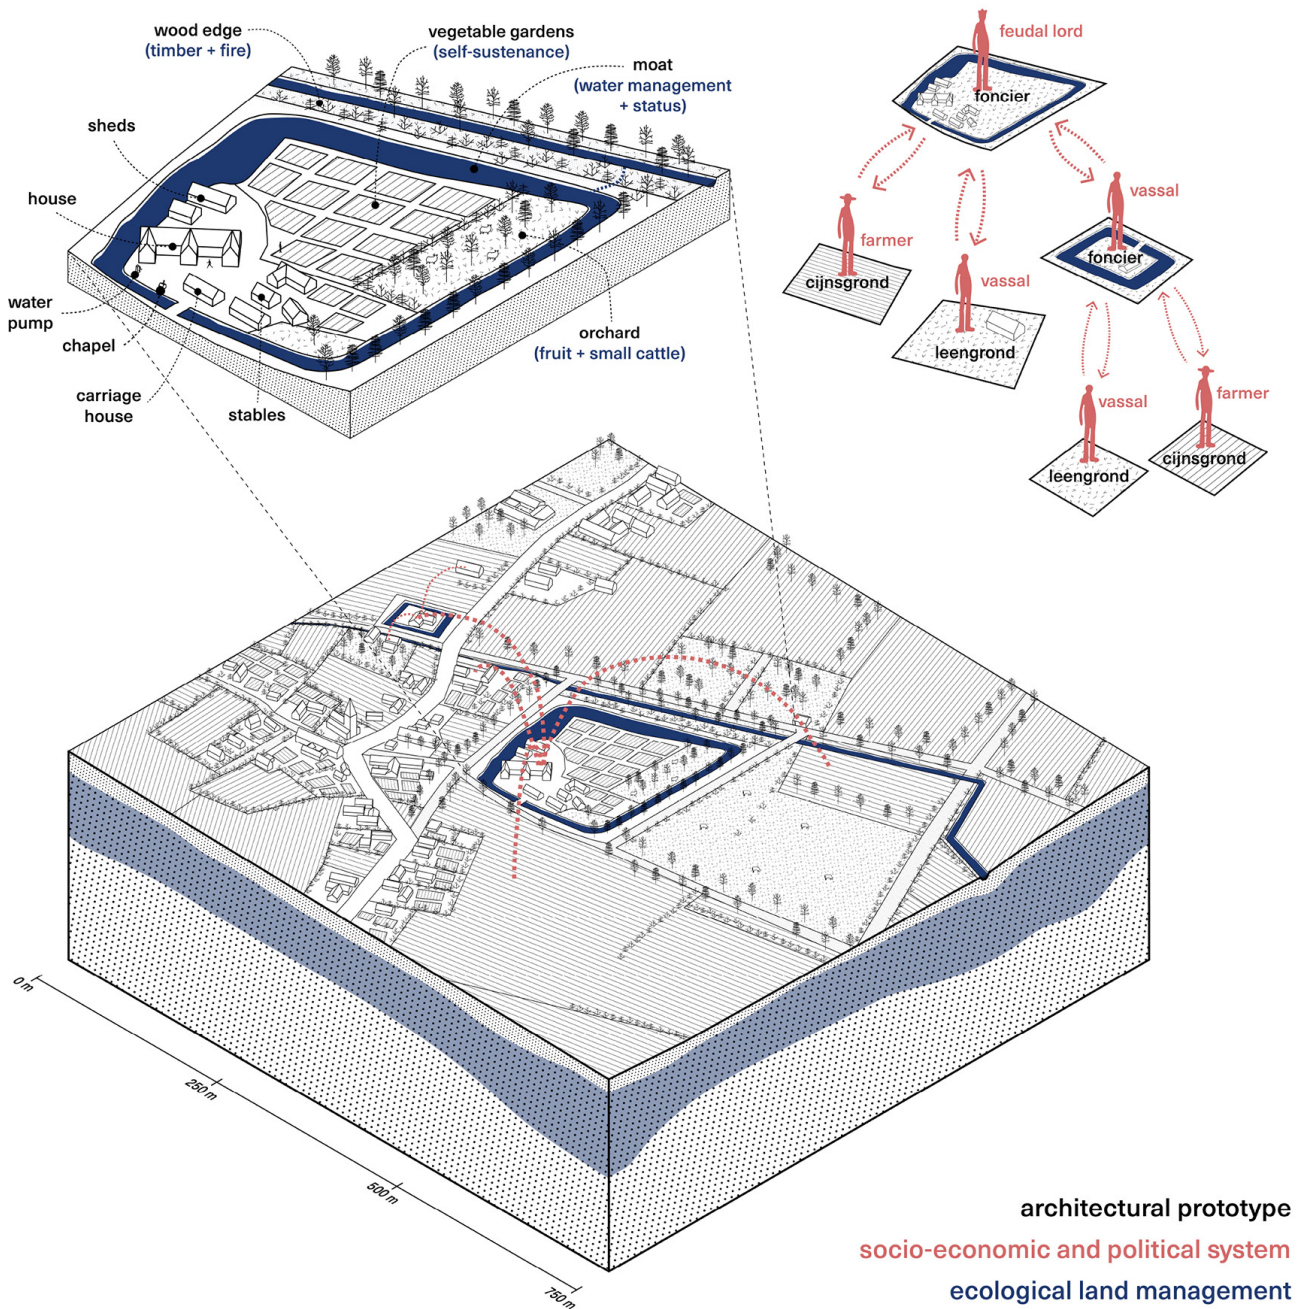 wood edge
(timber + fire)
vegetable gardens
(self-sustenance)
moat
(water management
+ status)
sheds
house
water
pump
chapel
carriage
house
stables
orchard
(fruit + small cattle)
feudal lord
foncier
farmer
cijnsgrond
vassal
leengrond
vassal
foncier
vassal
leengrond
farmer
cijnsgrond
0 m
250 m
500 m
750 m
architectural prototype
socio-economic and political system
ecological land management